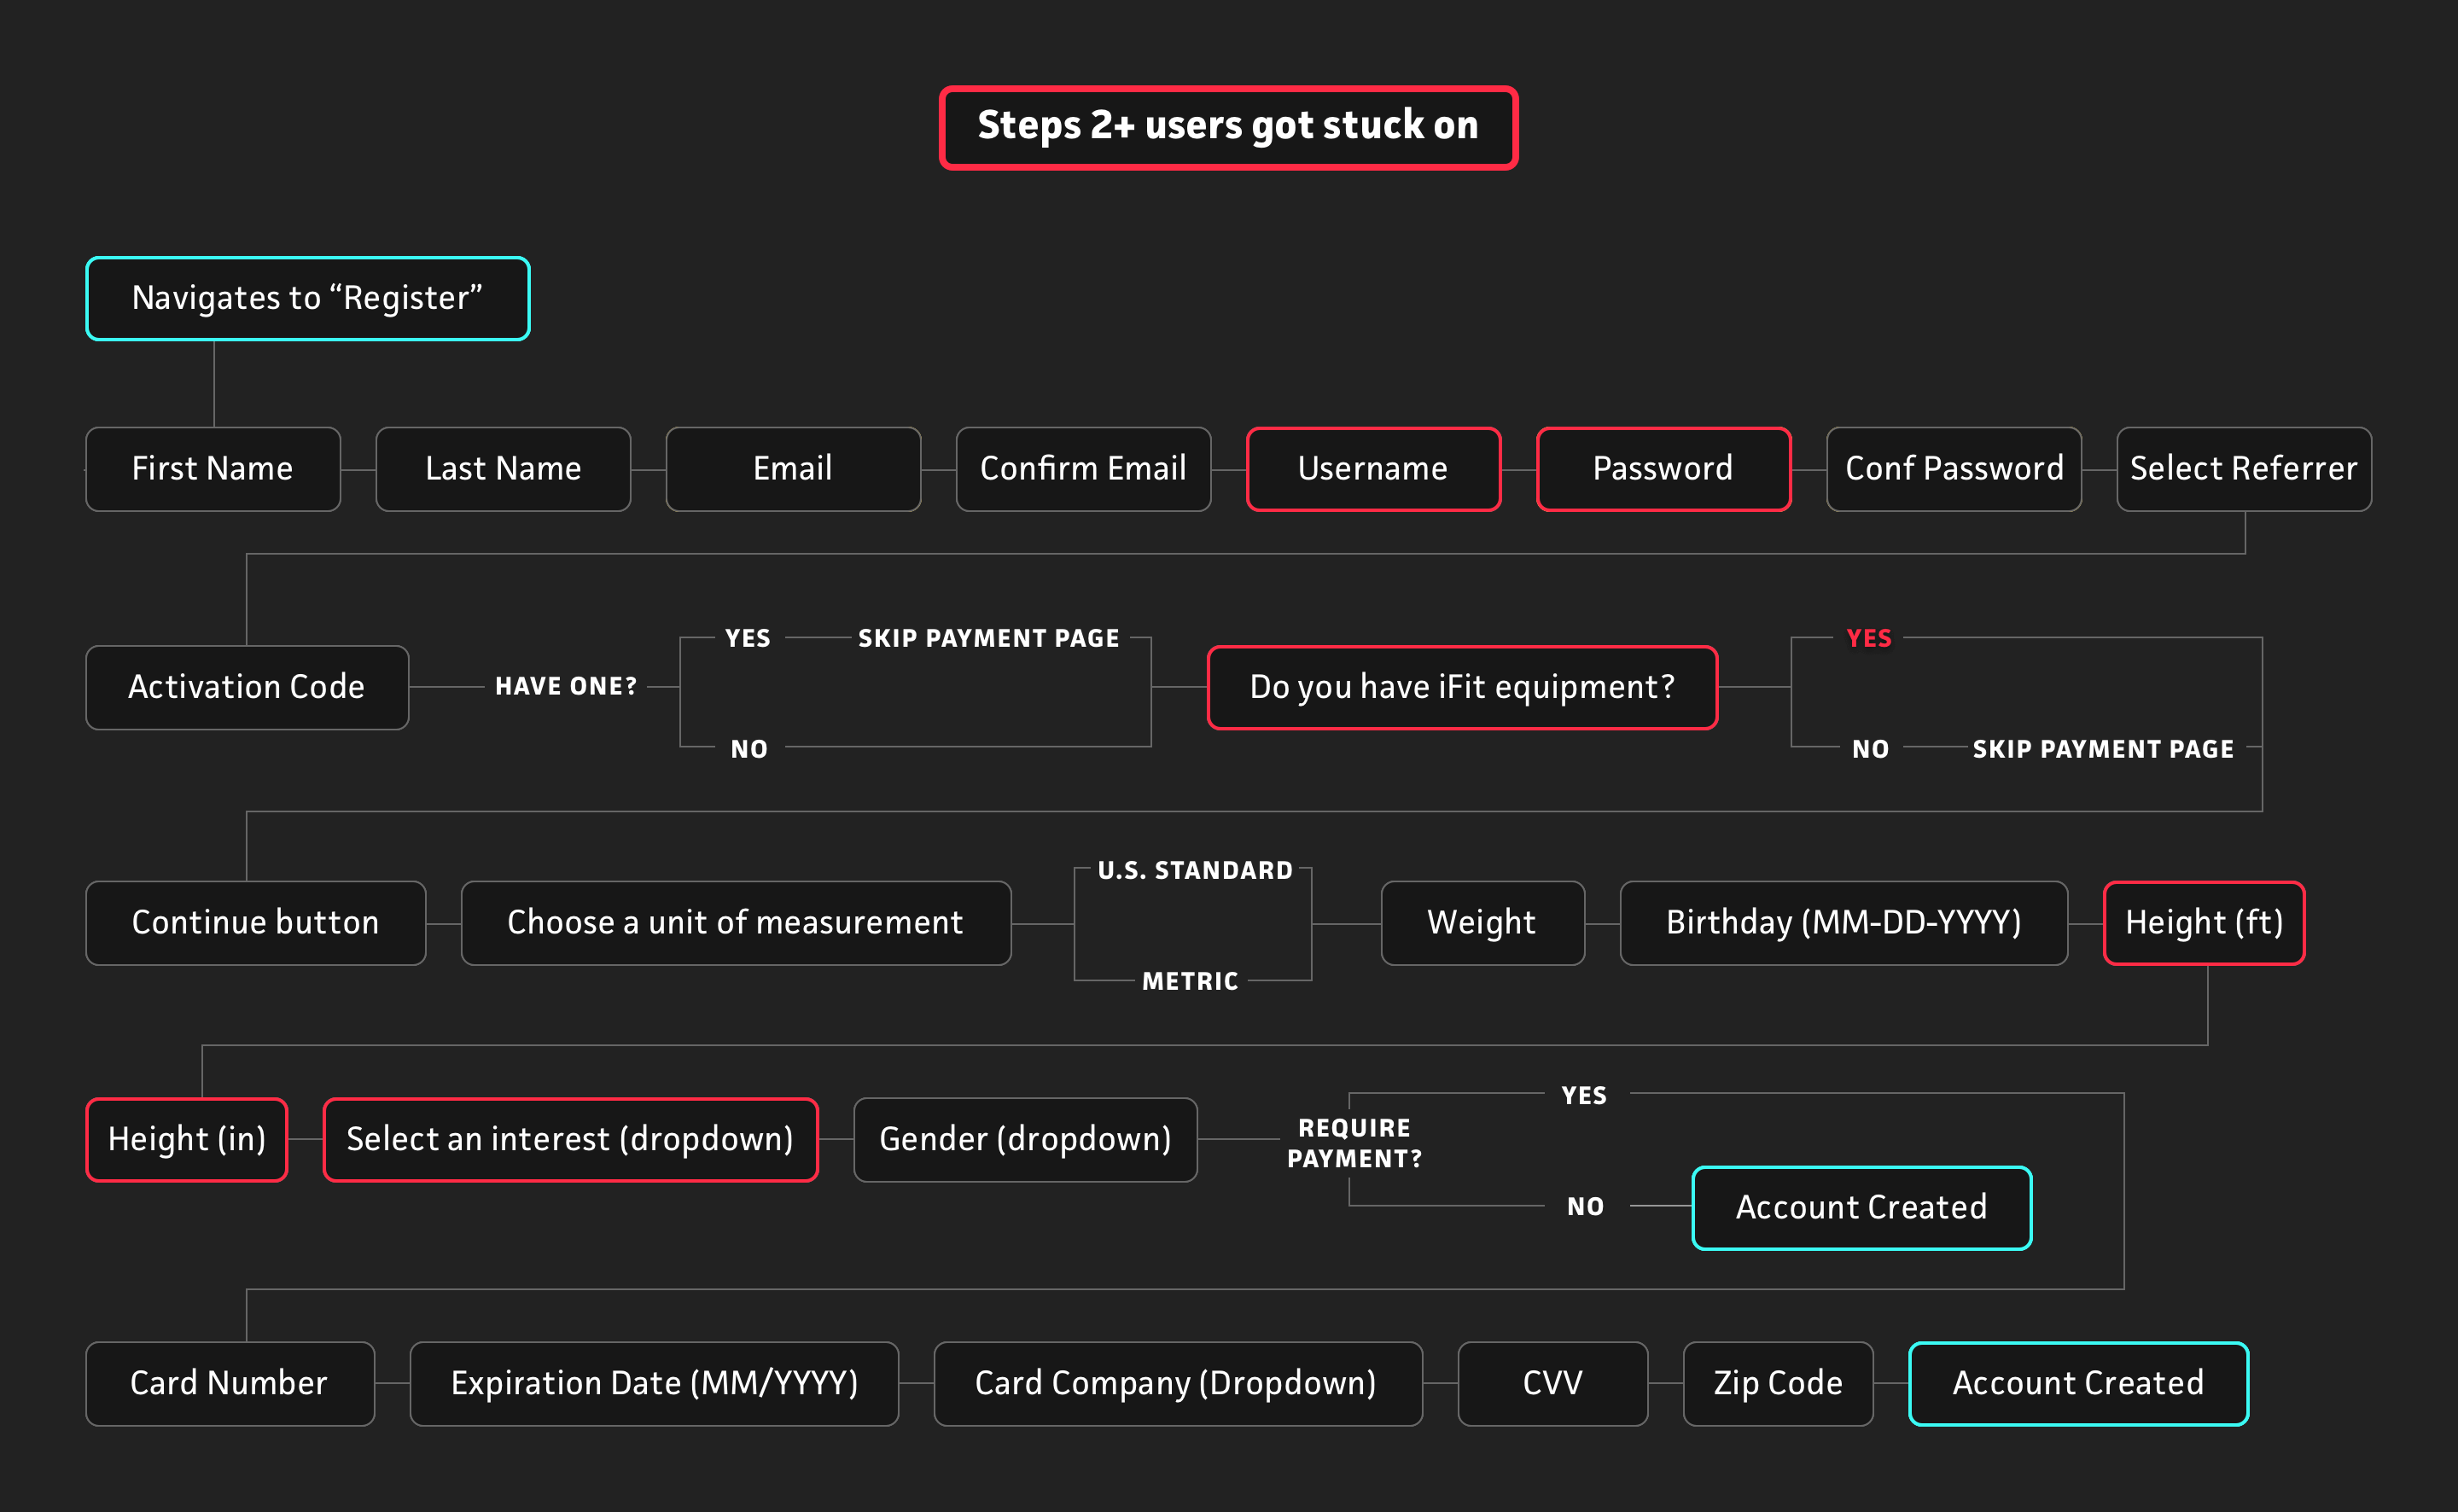 Steps 2+ users got stuck on
Navigates to “Register”
First Name
Last Name
Email
Confirm Email
Username
Password
Conf Password
Select Referrer
Activation Code
HAVE ONE?
YES
SKIP PAYMENT PAGE
NO
Do you have iFit equipment?
YES
NO
SKIP PAYMENT PAGE
Continue button
Choose a unit of measurement
U.S. STANDARD
METRIC
Weight
Birthday (MM-DD-YYYY)
Height (ft)
Height (in)
Select an interest (dropdown)
Gender (dropdown)
REQUIRE
PAYMENT?
YES
NO
Account Created
Card Number
Expiration Date (MM/YYYY)
Card Company (Dropdown)
CVV
Zip Code
Account Created